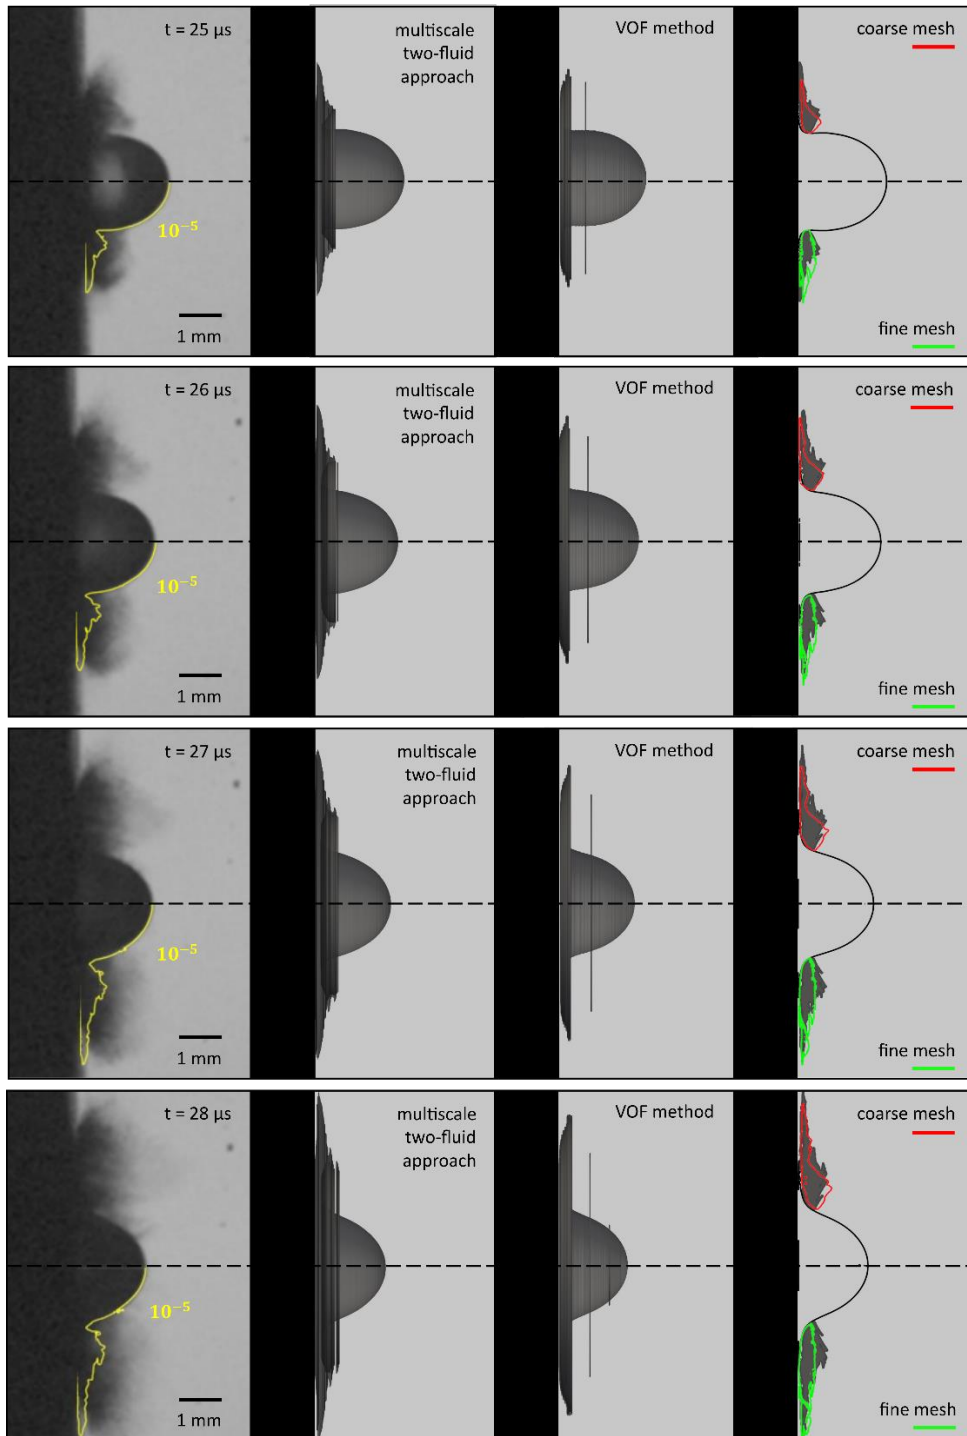 t = 25 µs
multiscale
two-fluid
approach
VOF method
coarse mesh
10⁻⁵
1 mm
fine mesh
t = 26 µs
multiscale
two-fluid
approach
VOF method
coarse mesh
10⁻⁵
1 mm
fine mesh
t = 27 µs
multiscale
two-fluid
approach
VOF method
coarse mesh
10⁻⁵
1 mm
fine mesh
t = 28 µs
multiscale
two-fluid
approach
VOF method
coarse mesh
10⁻⁵
1 mm
fine mesh